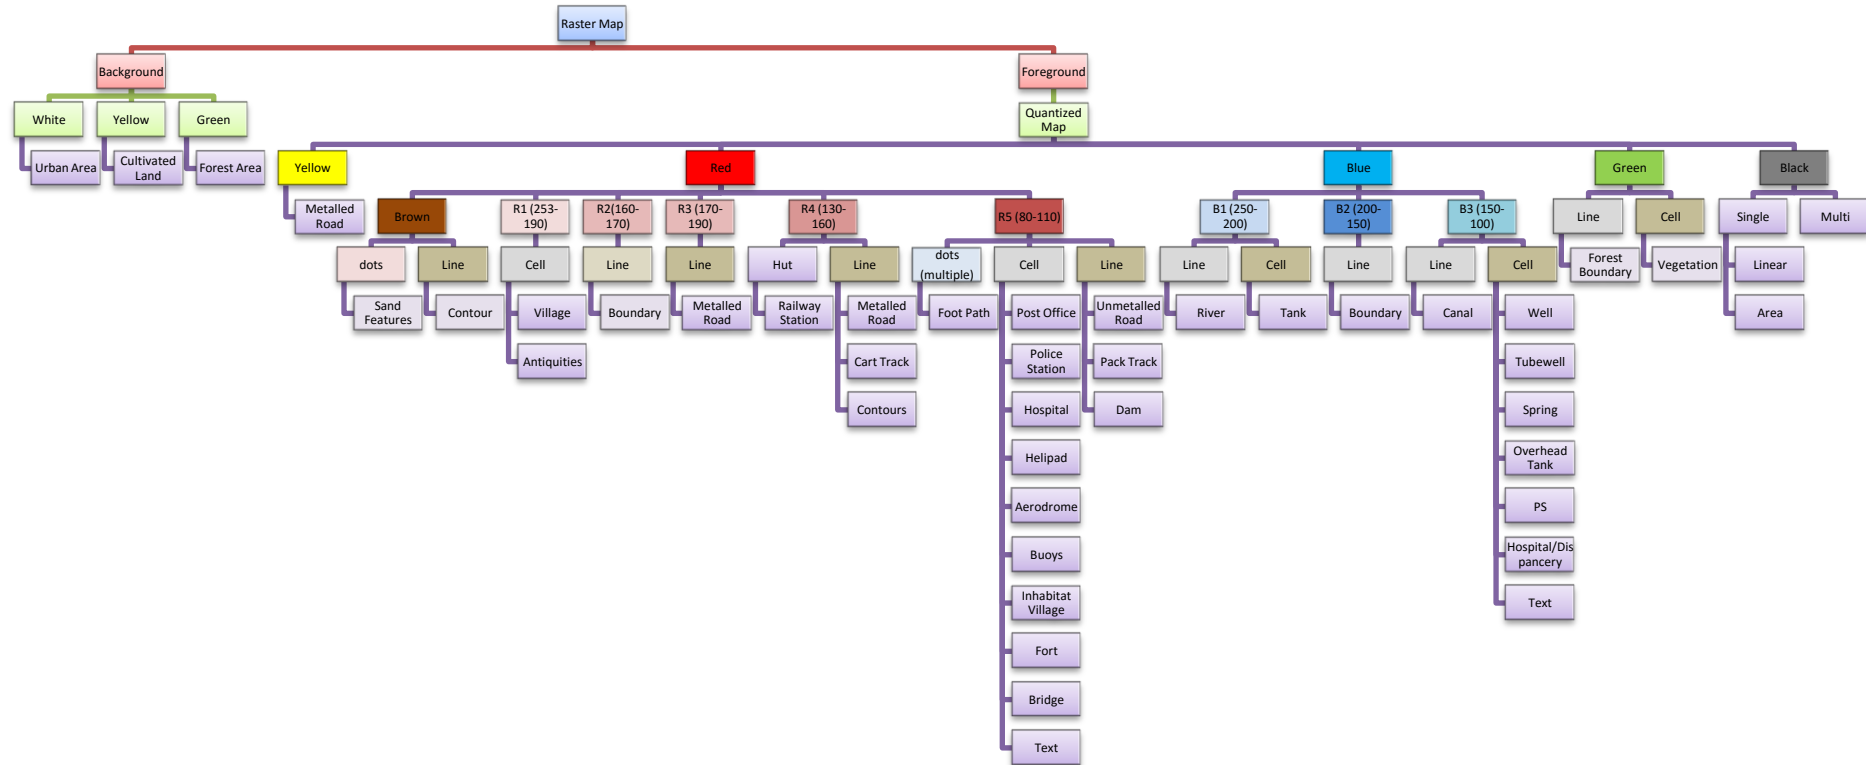 Raster Map
Background
Foreground
White
Yellow
Green
Quantized
Map
Urban Area
Cultivated
Land
Forest Area
Yellow
Red
Blue
Green
Black
Metalled
Road
Brown
R1 (253-
190)
R2(160-
170)
R3 (170-
190)
R4 (130-
160)
R5 (80-110)
B1 (250-
200)
B2 (200-
150)
B3 (150-
100)
Line
Cell
Single
Multi
dots
Line
Cell
Line
Line
Hut
Line
dots
(multiple)
Cell
Line
Line
Cell
Line
Line
Cell
Forest
Boundary
Vegetation
Linear
Sand
Features
Contour
Village
Boundary
Metalled
Road
Railway
Station
Metalled
Road
Foot Path
Post Office
Unmetalled
Road
River
Tank
Boundary
Canal
Well
Area
Antiquities
Cart Track
Police
Station
Pack Track
Tubewell
Contours
Hospital
Dam
Spring
Helipad
Overhead
Tank
Aerodrome
PS
Buoys
Hospital/Dis
pancery
Inhabitat
Village
Text
Fort
Bridge
Text